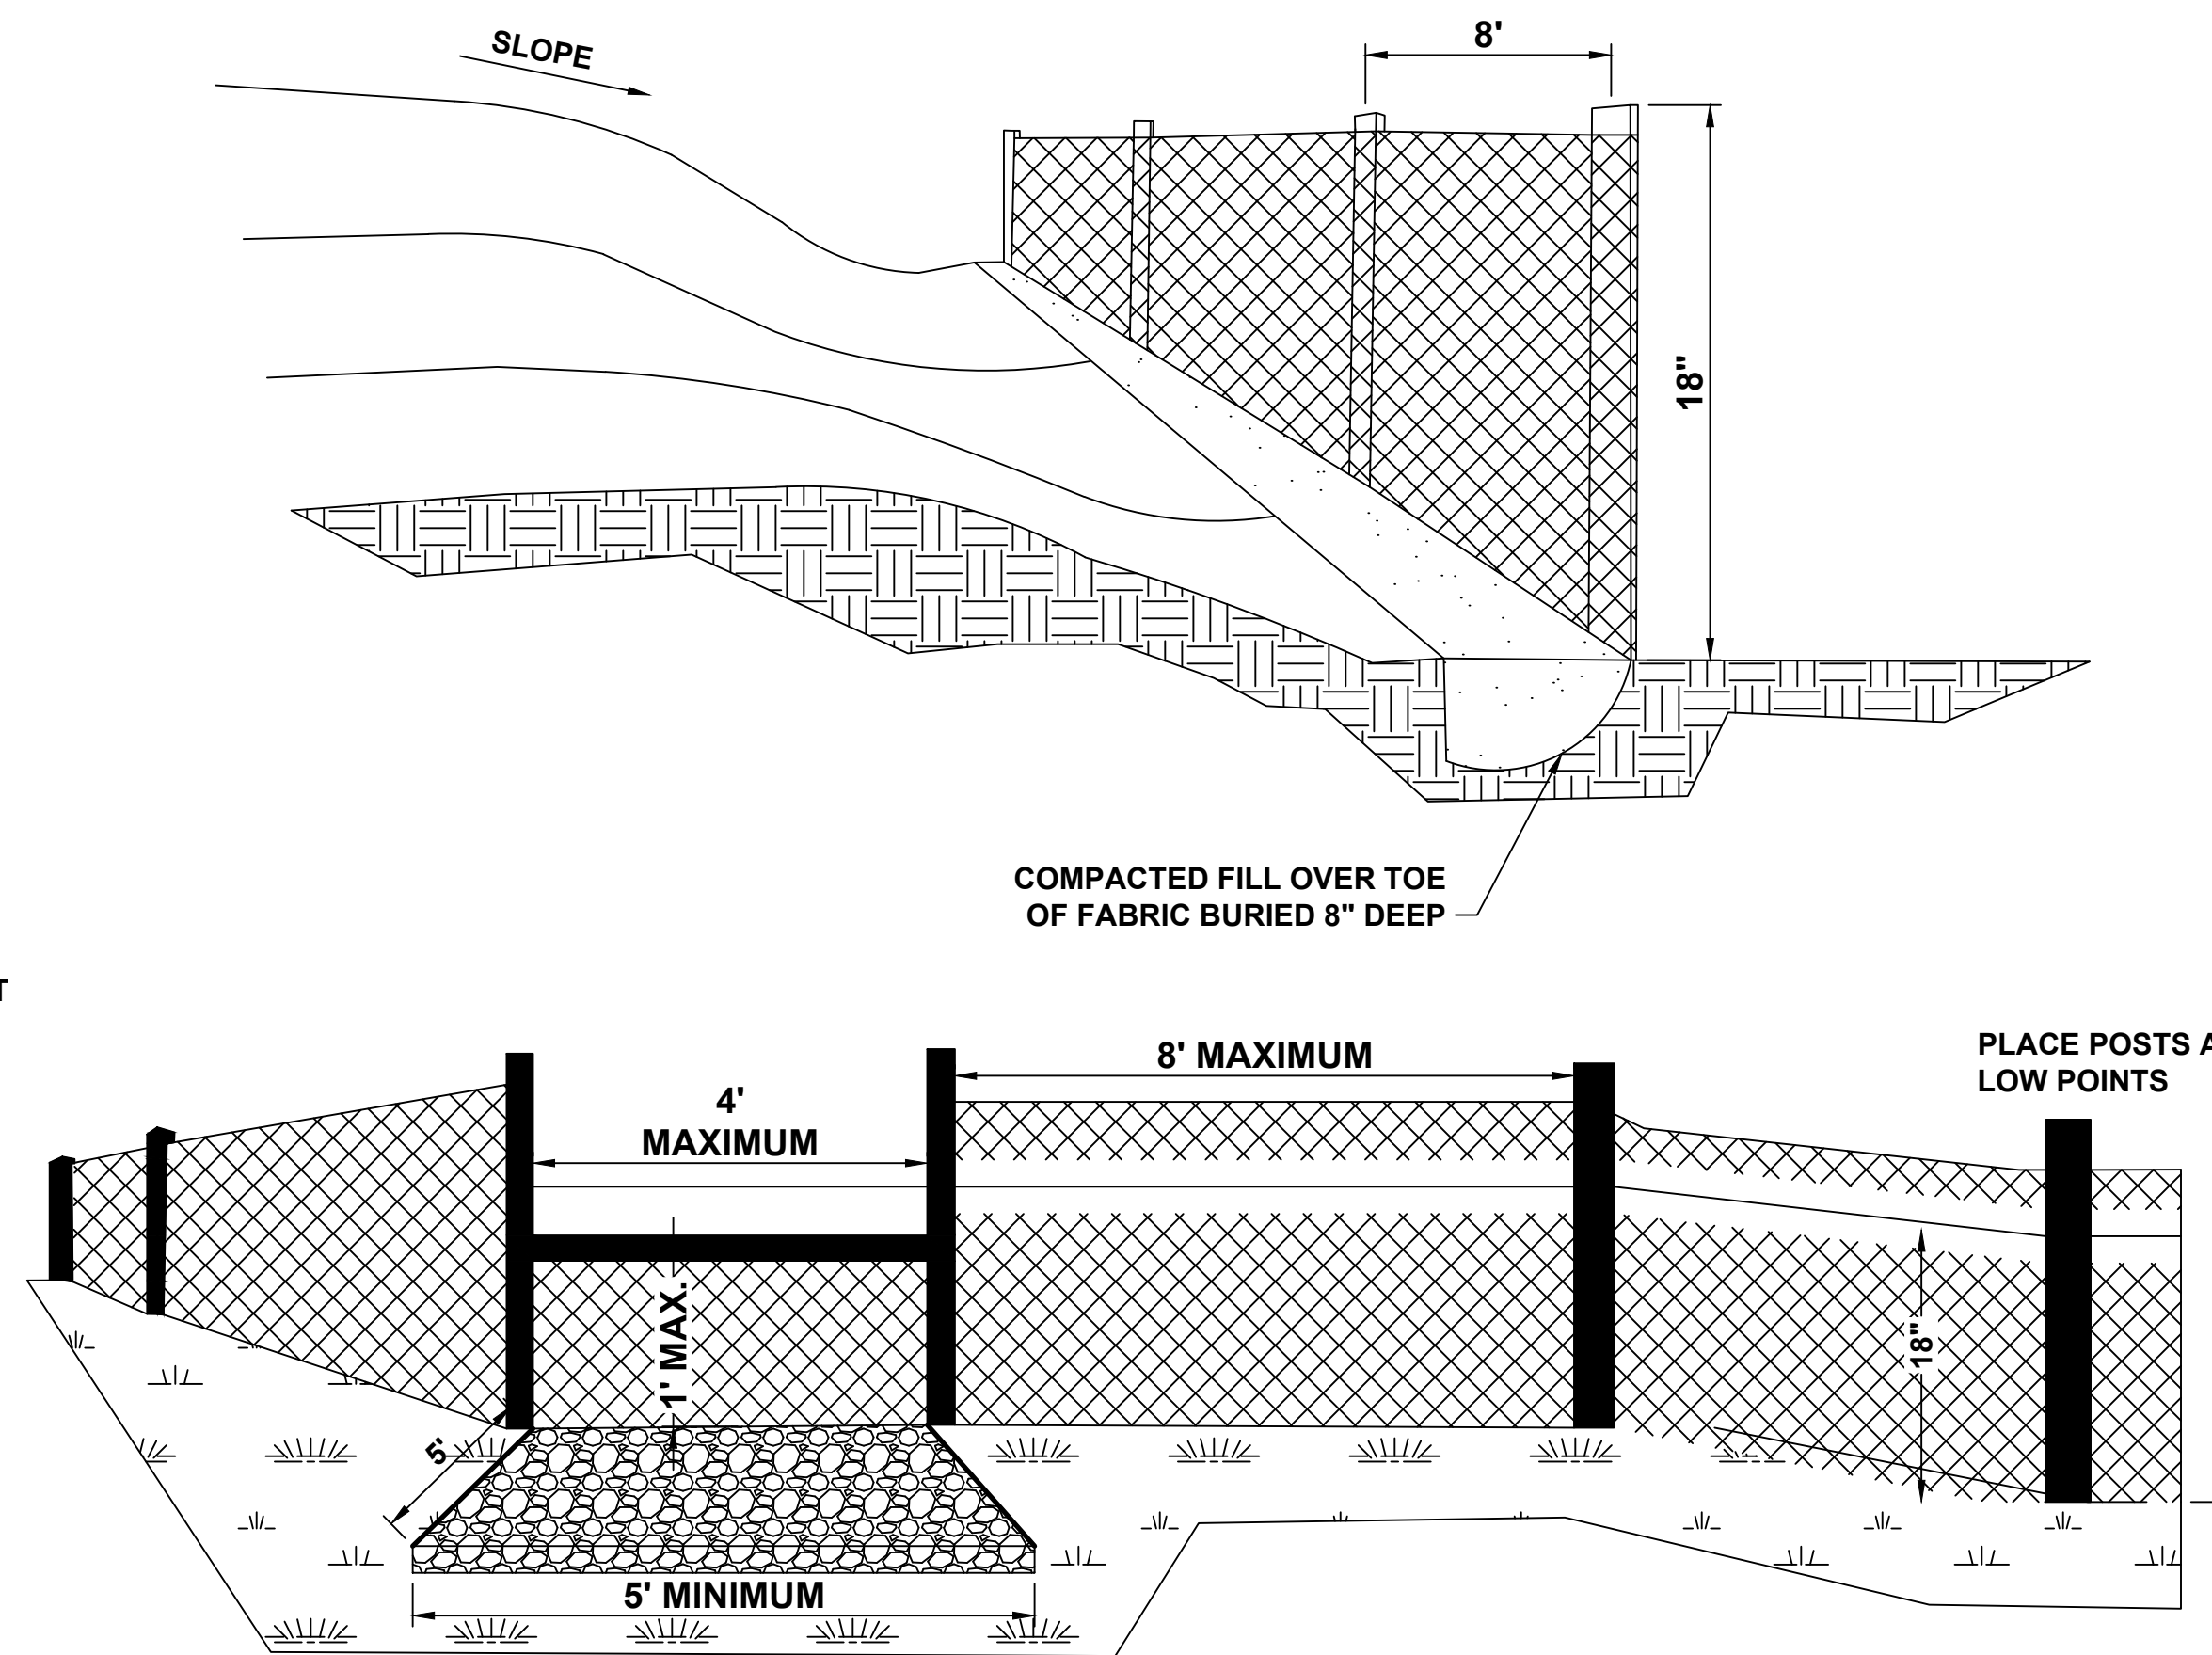 SLOPE
8'
18"
COMPACTED FILL OVER TOE
OF FABRIC BURIED 8" DEEP
T
8' MAXIMUM
PLACE POSTS A
LOW POINTS
4'
MAXIMUM
1' MAX.
18"
5'
5' MINIMUM